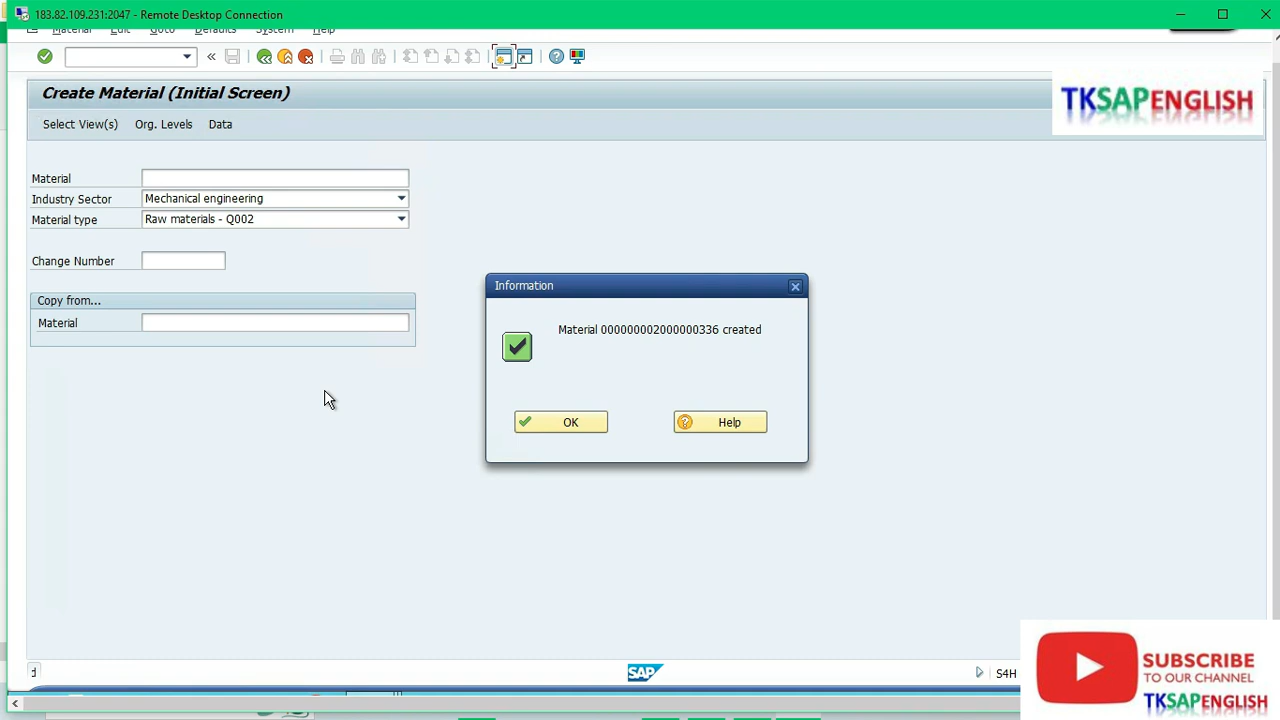 183.82.109.231:2047 - Remote Desktop Connection
Material Edit Goto Defaults System Help
Create Material (Initial Screen)
TKSAPENGLISH
Select View(s) Org. Levels Data
Material
Industry Sector Mechanical engineering
Material type Raw materials - Q002
Change Number
Copy from...
Material
Information
Material 000000002000000336 created
OK Help
SAP
S4H
SUBSCRIBE
TO OUR CHANNEL
TKSAPENGLISH